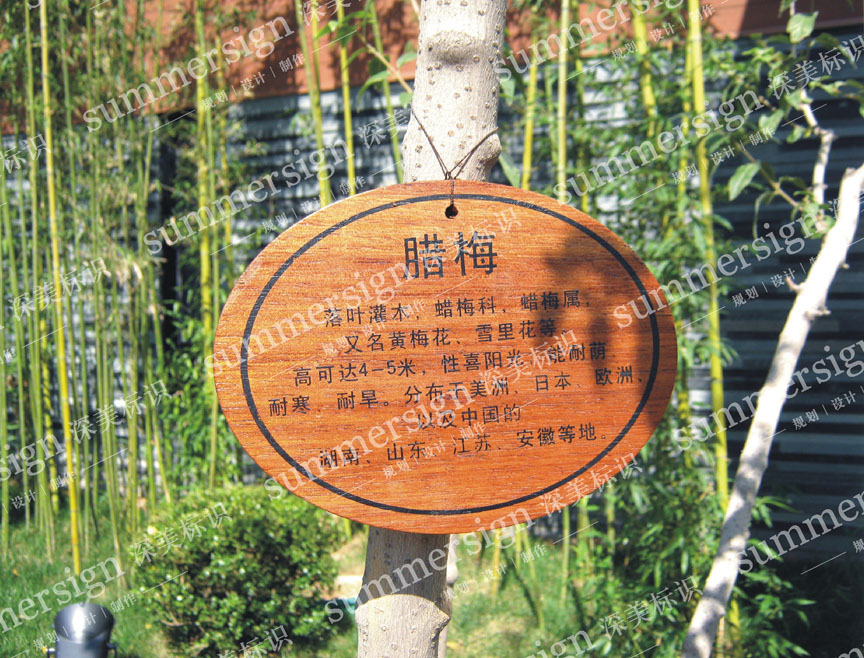 腊梅
落叶灌木，蜡梅科，蜡梅属，
又名黄梅花、雪里花等，
高可达4-5米，性喜阳光，能耐荫、
耐寒、耐旱。分布于美洲、日本、欧洲、
以及中国的
湖南、山东、江苏、安徽等地。
summersign 深美标识
规划 | 设计 | 制作